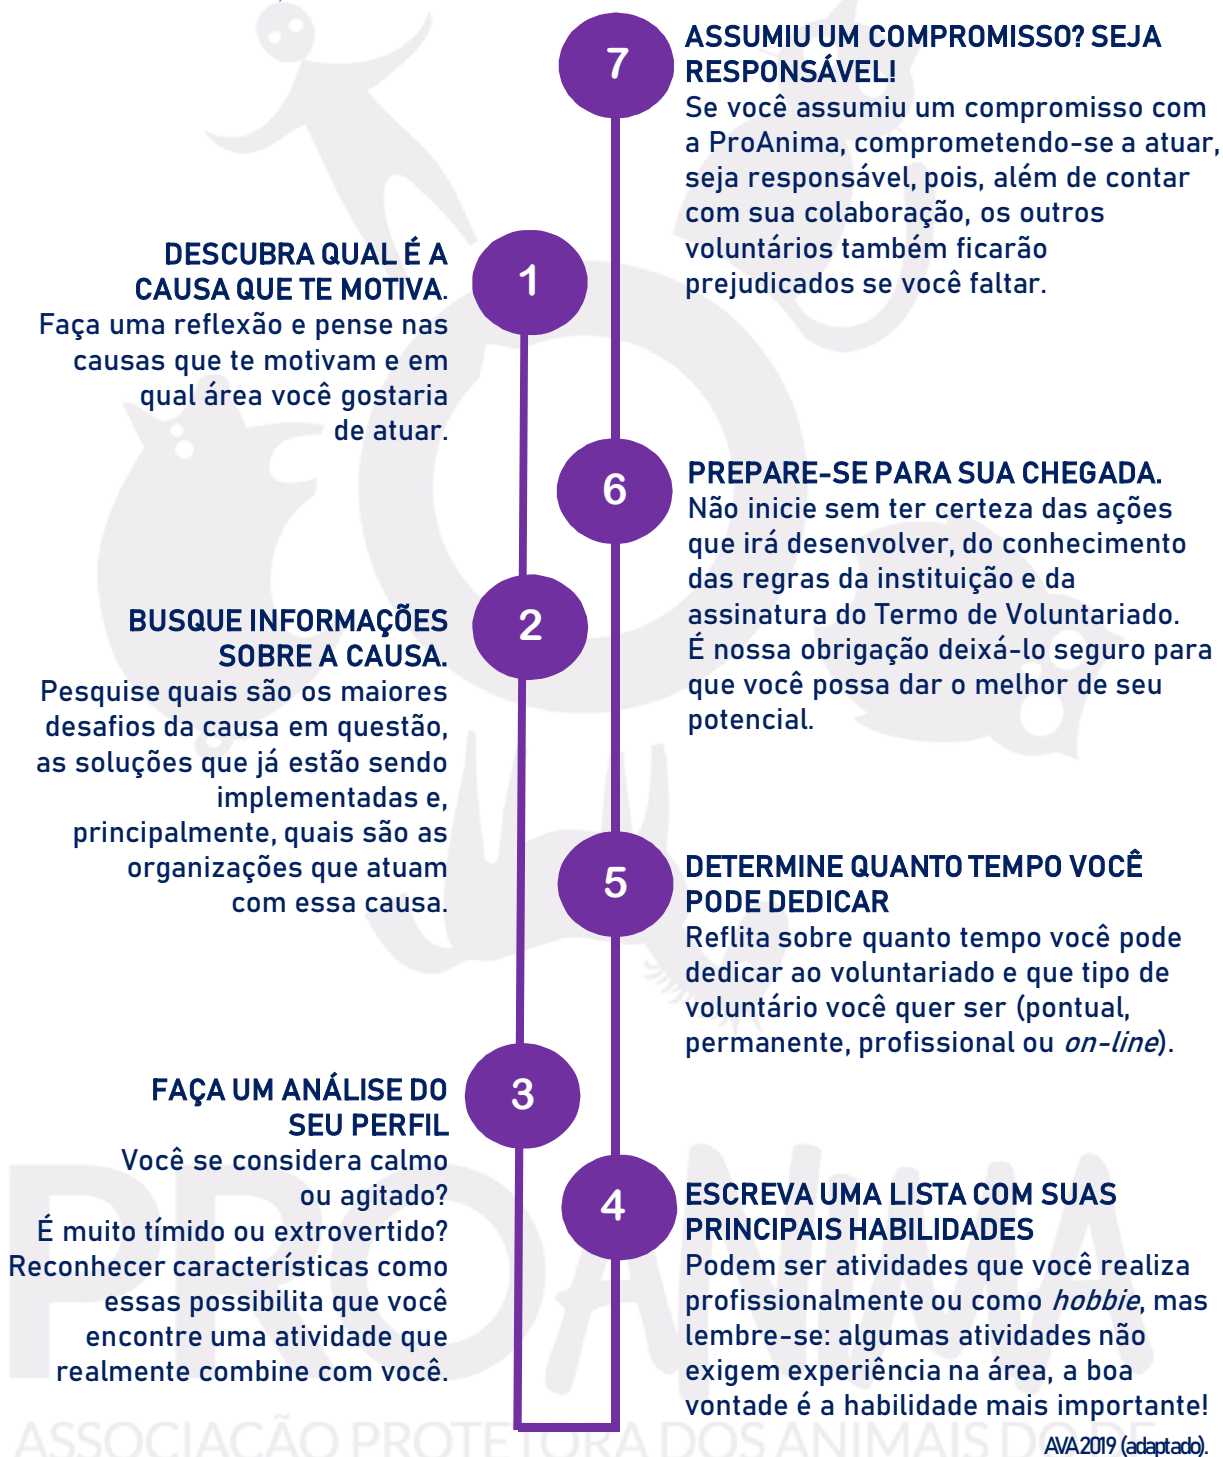 1
DESCUBRA QUAL É A
CAUSA QUE TE MOTIVA.
Faça uma reflexão e pense nas
causas que te motivam e em
qual área você gostaria
de atuar.
2
BUSQUE INFORMAÇÕES
SOBRE A CAUSA.
Pesquise quais são os maiores
desafios da causa em questão,
as soluções que já estão sendo
implementadas e,
principalmente, quais são as
organizações que atuam
com essa causa.
3
FAÇA UM ANÁLISE DO
SEU PERFIL
Você se considera calmo
ou agitado?
É muito tímido ou extrovertido?
Reconhecer características como
essas possibilita que você
encontre uma atividade que
realmente combine com você.
4
ESCREVA UMA LISTA COM SUAS
PRINCIPAIS HABILIDADES
Podem ser atividades que você realiza
profissionalmente ou como hobbie, mas
lembre-se: algumas atividades não
exigem experiência na área, a boa
vontade é a habilidade mais importante!
5
DETERMINE QUANTO TEMPO VOCÊ
PODE DEDICAR
Reflita sobre quanto tempo você pode
dedicar ao voluntariado e que tipo de
voluntário você quer ser (pontual,
permanente, profissional ou on-line).
6
PREPARE-SE PARA SUA CHEGADA.
Não inicie sem ter certeza das ações
que irá desenvolver, do conhecimento
das regras da instituição e da
assinatura do Termo de Voluntariado.
É nossa obrigação deixá-lo seguro para
que você possa dar o melhor de seu
potencial.
7
ASSUMIU UM COMPROMISSO? SEJA
RESPONSÁVEL!
Se você assumiu um compromisso com
a ProAnima, comprometendo-se a atuar,
seja responsável, pois, além de contar
com sua colaboração, os outros
voluntários também ficarão
prejudicados se você faltar.
AVA 2019 (adaptado).
PROANIMA
ASSOCIAÇÃO PROTETORA DOS ANIMAIS DO DF